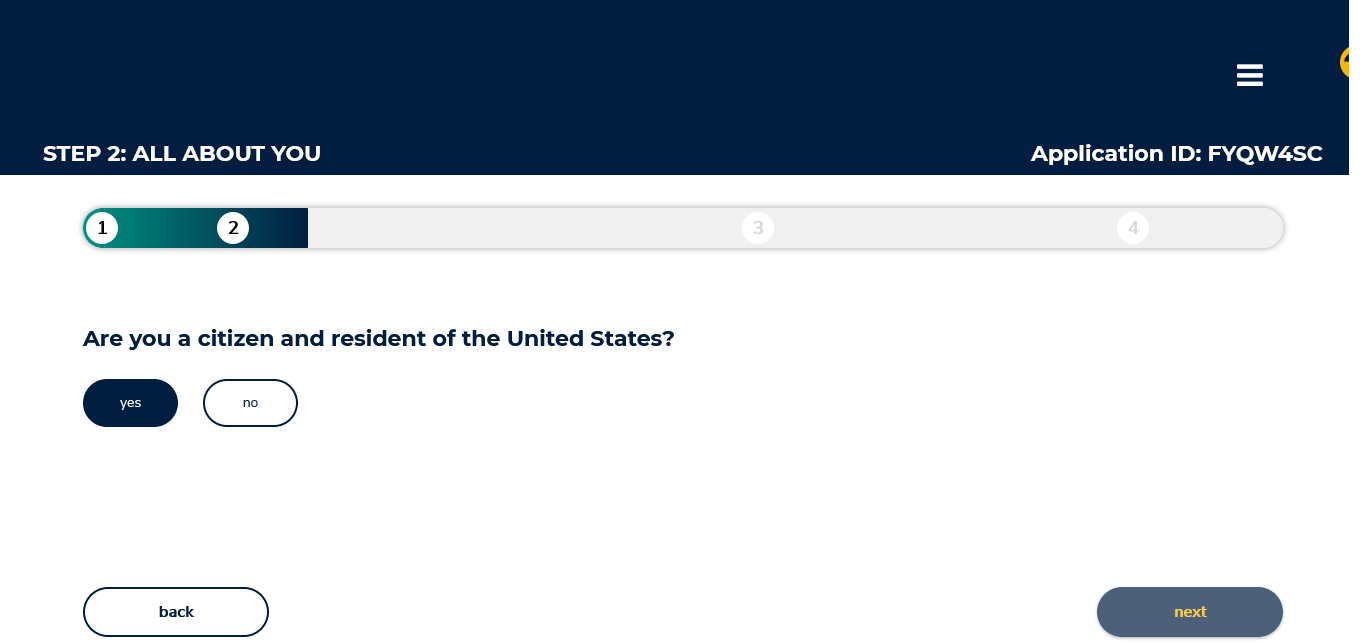 STEP 2: ALL ABOUT YOU
Application ID: FYQW4SC
1
2
3
4
Are you a citizen and resident of the United States?
yes
no
back
next